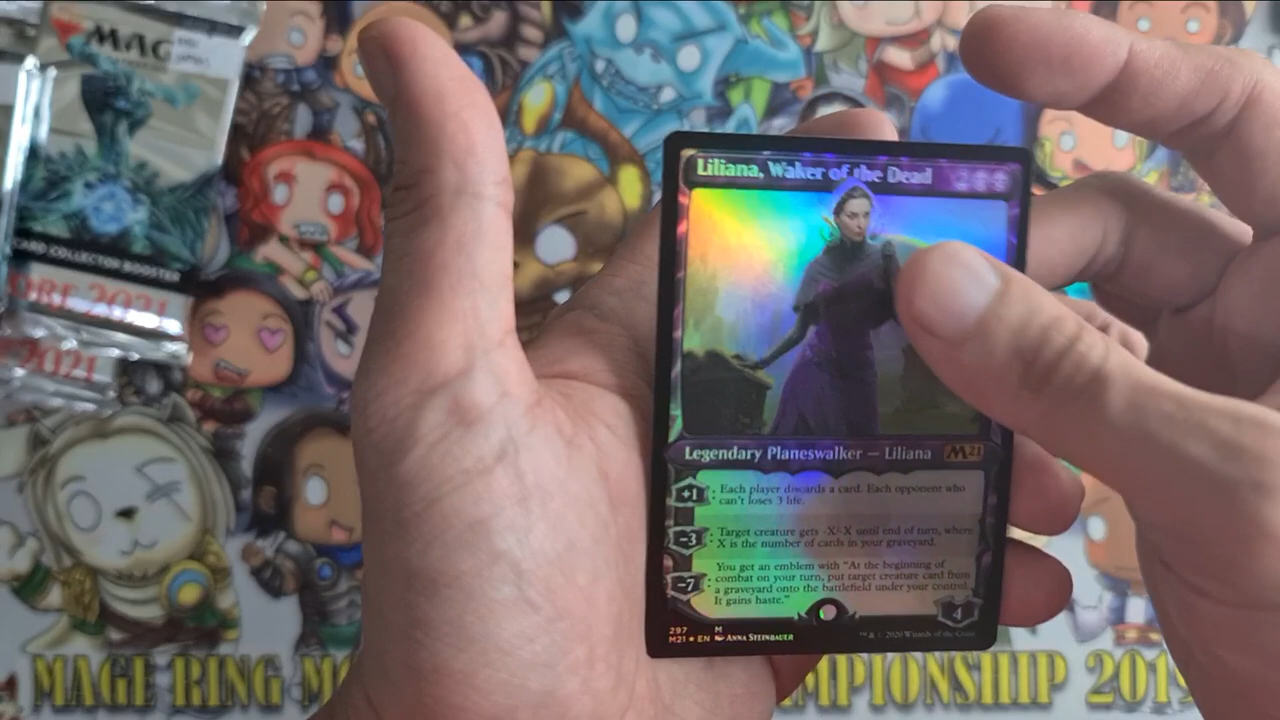 MAG
CARD COLLECTOR BOOSTER
CORE 2021
2021
Liliana, Waker of the Dead
Legendary Planeswalker — Liliana
M21
+1: Each player discards a card. Each opponent who
can't loses 3 life.
-3: Target creature gets -X/-X until end of turn, where
X is the number of cards in your graveyard.
You get an emblem with "At the beginning of
combat on your turn, put target creature card from
-7: a graveyard onto the battlefield under your control.
It gains haste."
4
297 M
M21 ★ EN Anna Steinbauer
™ & © 2020 Wizards of the Coast
MAGE RING M MPIONSHIP 2019